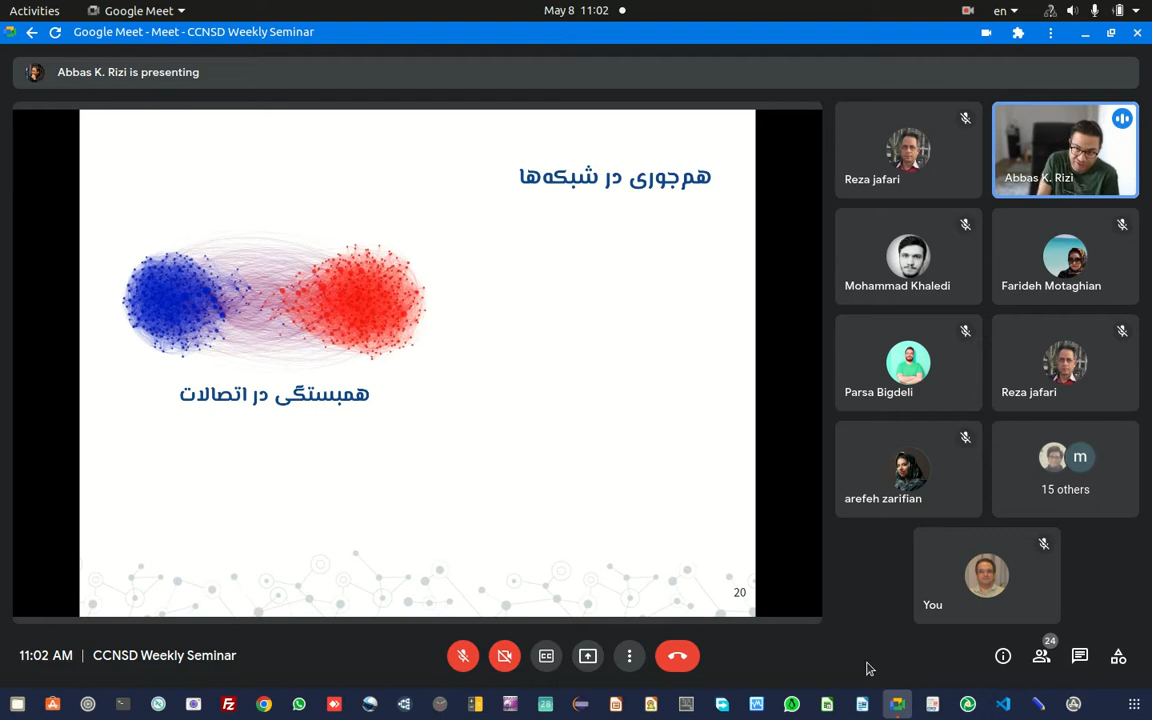 Activities
Google Meet
May 8 11:02
en
Google Meet - Meet - CCNSD Weekly Seminar
Abbas K. Rizi is presenting
هم‌جوری در شبکه‌ها
همبستگی در اتصالات
20
Reza jafari
Abbas K. Rizi
Mohammad Khaledi
Farideh Motaghian
Parsa Bigdeli
Reza jafari
arefeh zarifian
m
15 others
You
11:02 AM | CCNSD Weekly Seminar
24